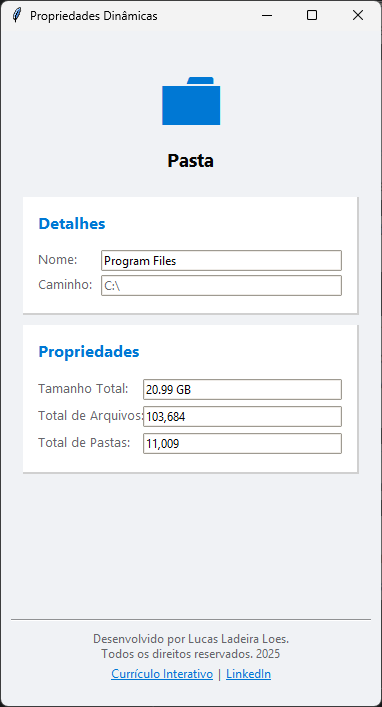 Propriedades Dinâmicas
Pasta
Detalhes
Nome: Program Files
Caminho: C:\
Propriedades
Tamanho Total: 20.99 GB
Total de Arquivos: 103,684
Total de Pastas: 11,009
Desenvolvido por Lucas Ladeira Loes.
Todos os direitos reservados. 2025
Currículo Interativo | LinkedIn